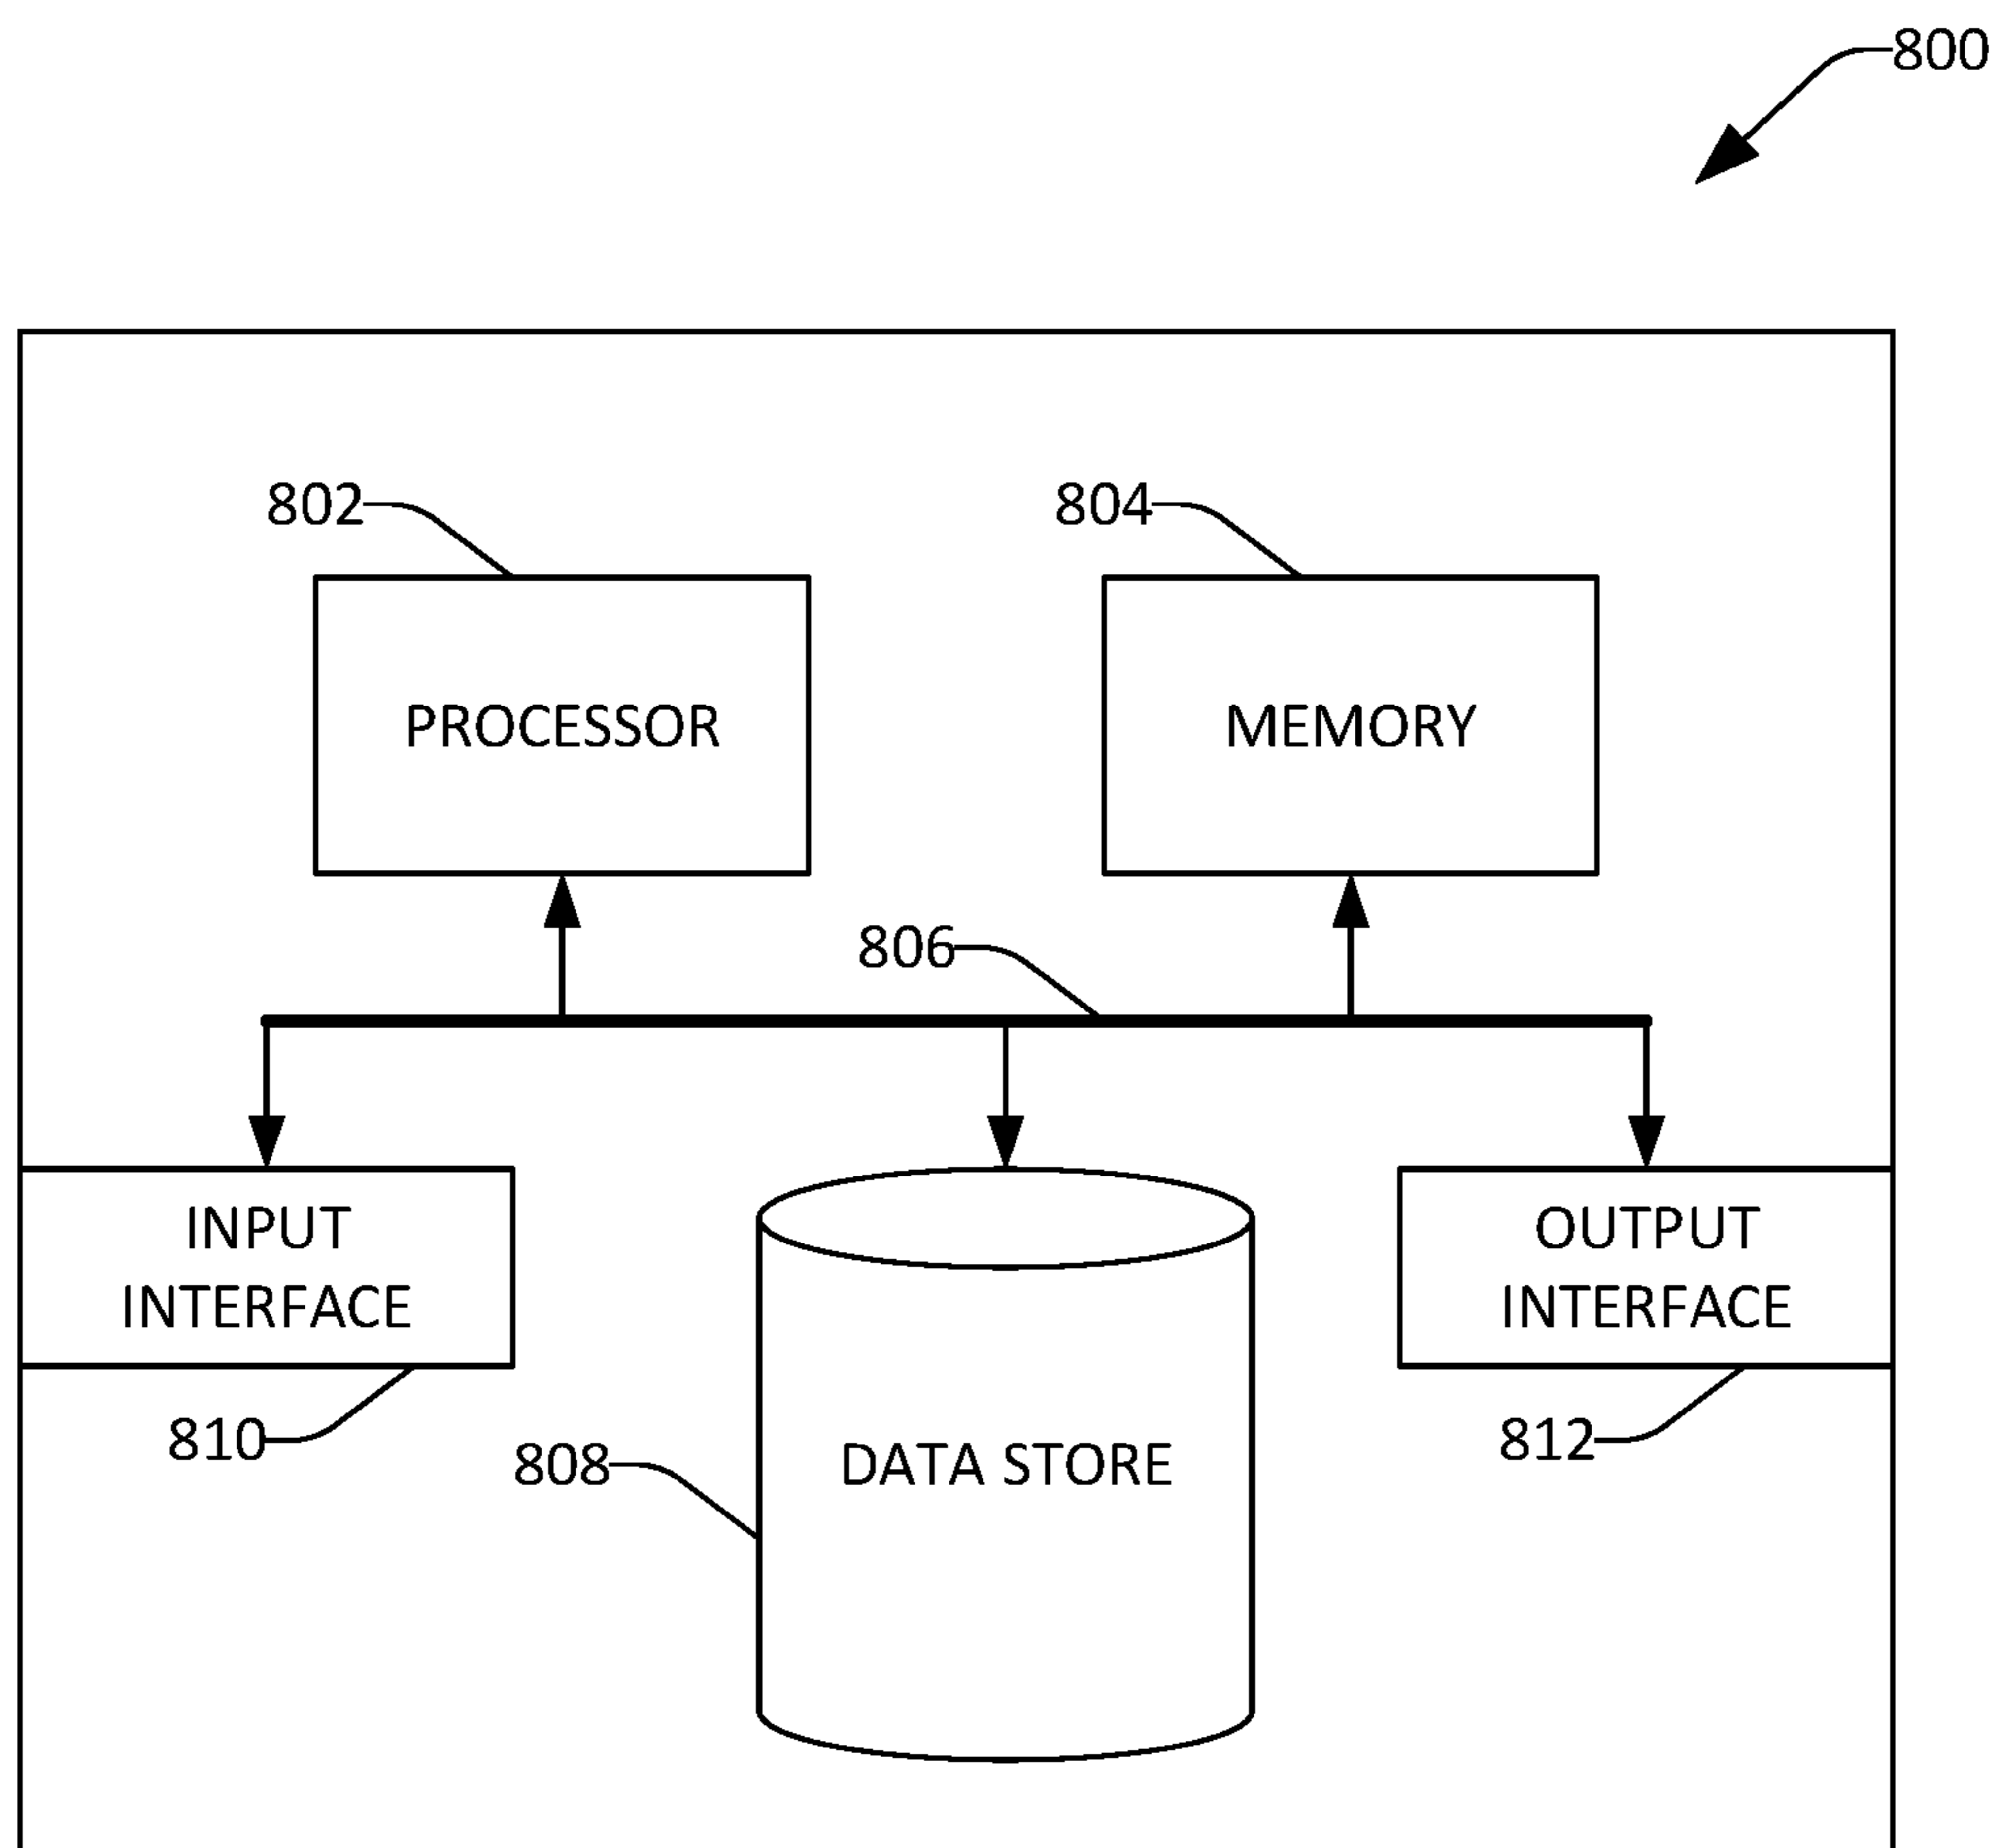 800
802
804
PROCESSOR
MEMORY
806
INPUT
INTERFACE
OUTPUT
INTERFACE
810
808
DATA STORE
812